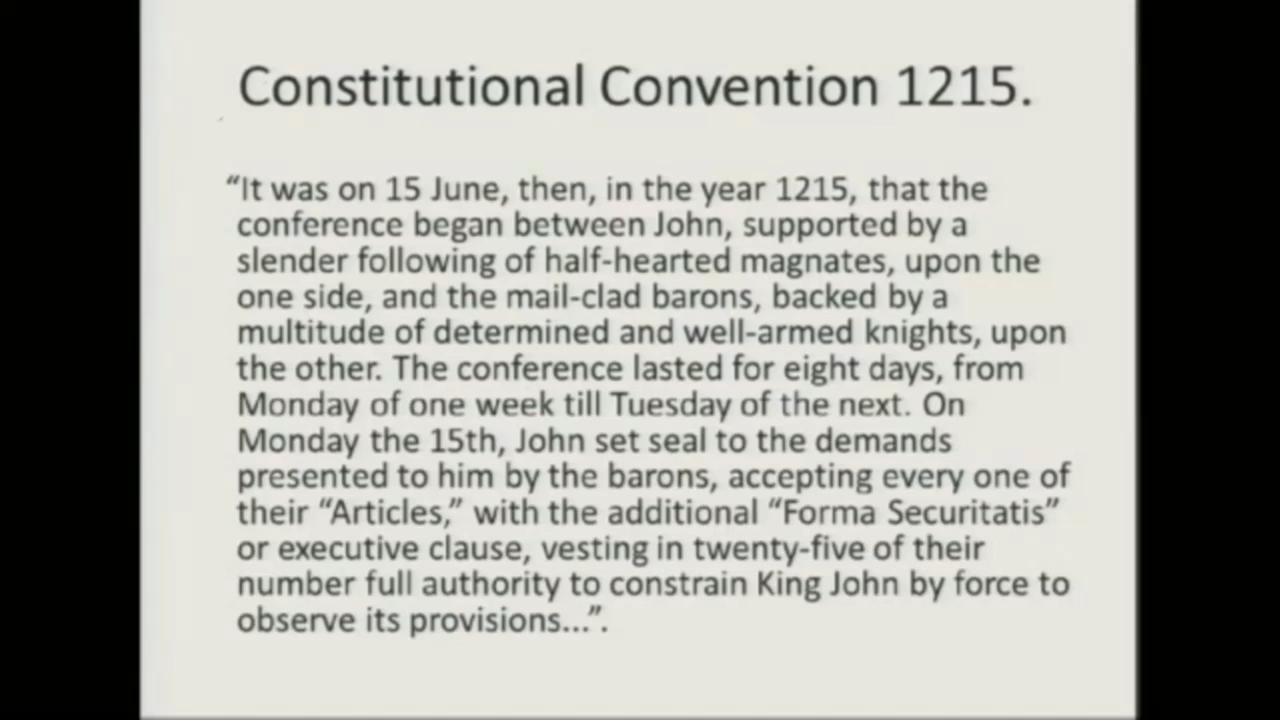 Constitutional Convention 1215.
“It was on 15 June, then, in the year 1215, that the
conference began between John, supported by a
slender following of half-hearted magnates, upon the
one side, and the mail-clad barons, backed by a
multitude of determined and well-armed knights, upon
the other. The conference lasted for eight days, from
Monday of one week till Tuesday of the next. On
Monday the 15th, John set seal to the demands
presented to him by the barons, accepting every one of
their “Articles,” with the additional “Forma Securitatis”
or executive clause, vesting in twenty-five of their
number full authority to constrain King John by force to
observe its provisions...”.